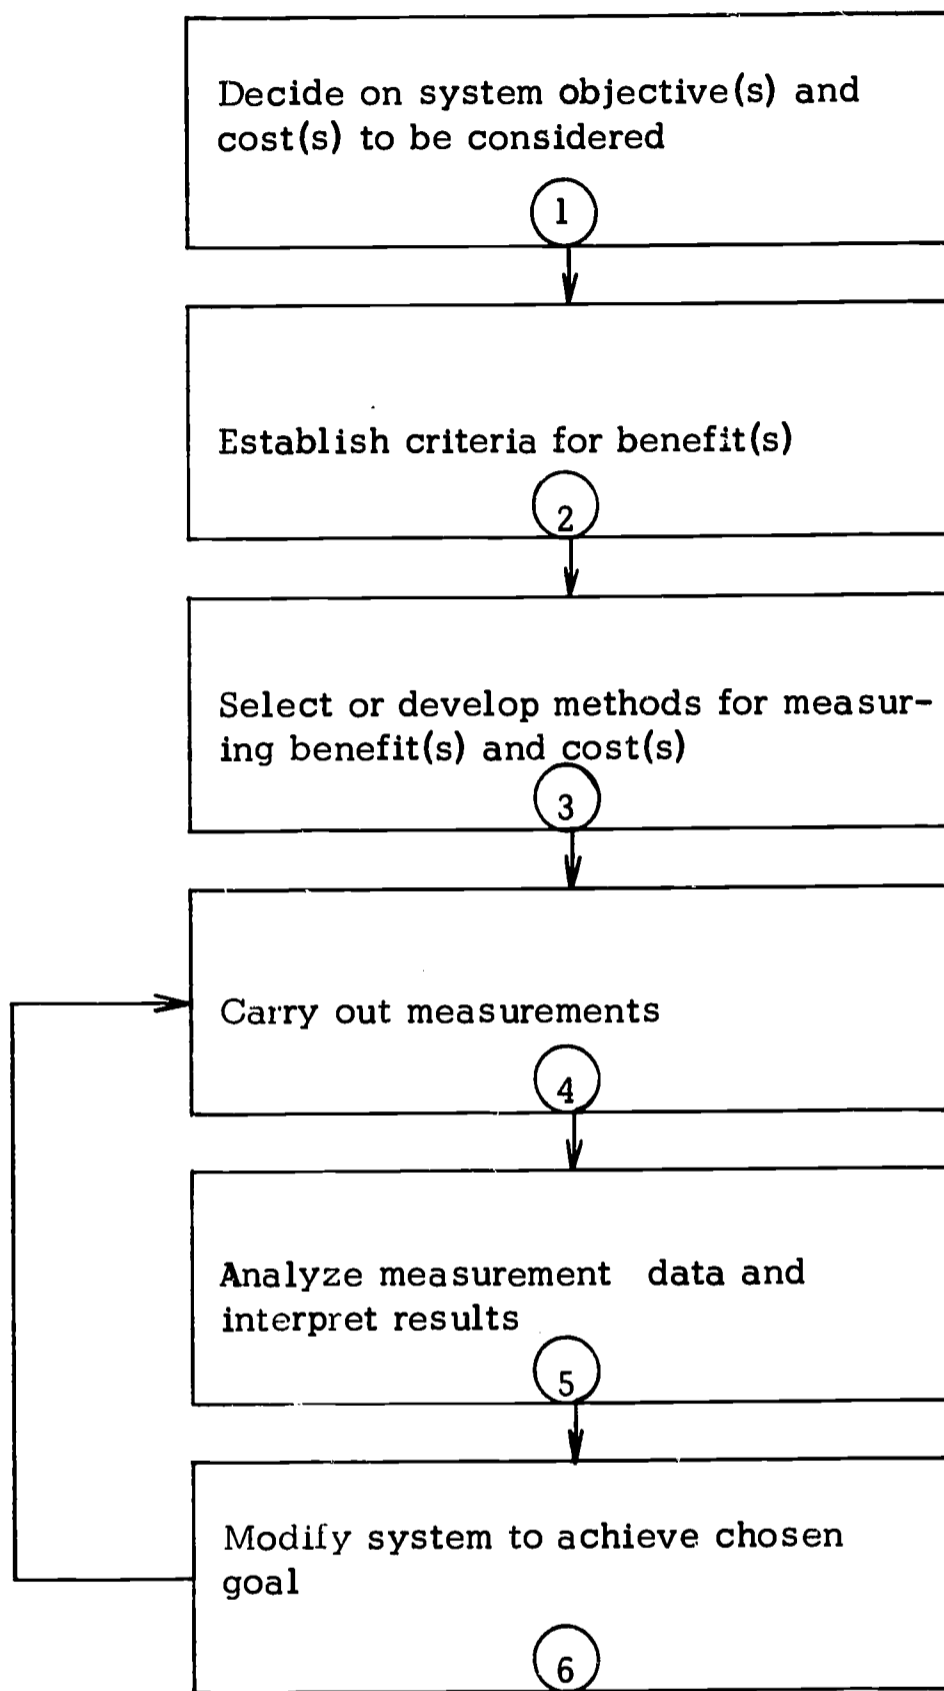 Decide on system objective(s) and
cost(s) to be considered
1
Establish criteria for benefit(s)
2
Select or develop methods for measur-
ing benefit(s) and cost(s)
3
Carry out measurements
4
Analyze measurement data and
interpret results
5
Modify system to achieve chosen
goal
6